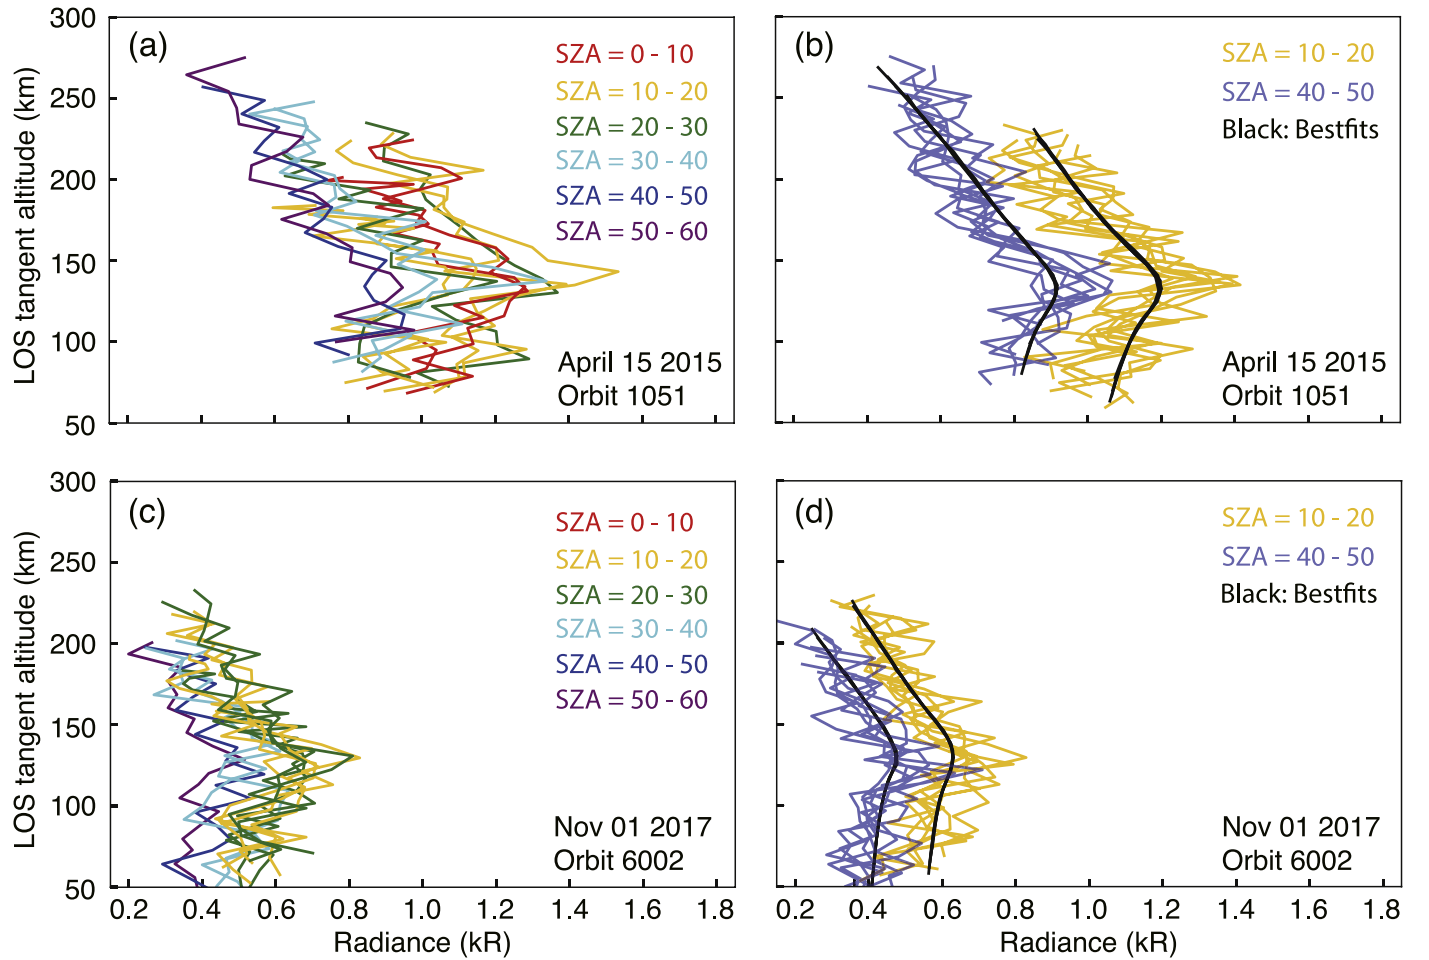 300
250
200
150
100
50
LOS tangent altitude (km)
(a)
SZA = 0 - 10
SZA = 10 - 20
SZA = 20 - 30
SZA = 30 - 40
SZA = 40 - 50
SZA = 50 - 60
April 15 2015
Orbit 1051
(b)
SZA = 10 - 20
SZA = 40 - 50
Black: Bestfits
April 15 2015
Orbit 1051
300
250
200
150
100
50
LOS tangent altitude (km)
(c)
SZA = 0 - 10
SZA = 10 - 20
SZA = 20 - 30
SZA = 30 - 40
SZA = 40 - 50
SZA = 50 - 60
Nov 01 2017
Orbit 6002
0.2 0.4 0.6 0.8 1.0 1.2 1.4 1.6 1.8
Radiance (kR)
(d)
SZA = 10 - 20
SZA = 40 - 50
Black: Bestfits
Nov 01 2017
Orbit 6002
0.2 0.4 0.6 0.8 1.0 1.2 1.4 1.6 1.8
Radiance (kR)